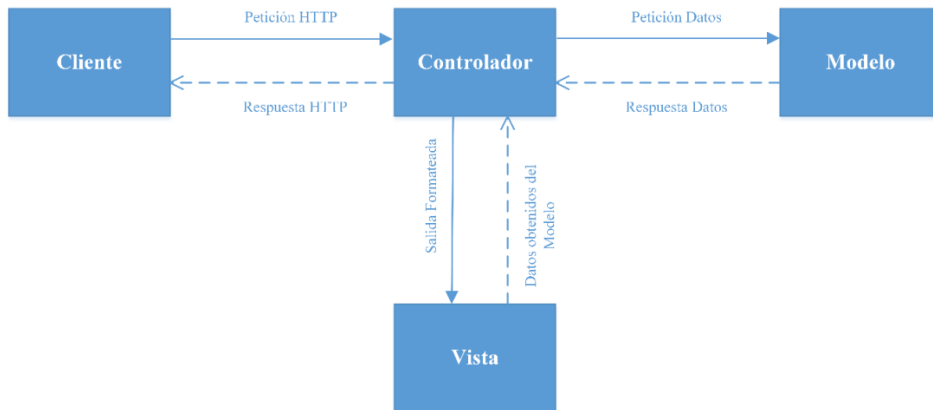 Petición HTTP
Petición Datos
Cliente
Controlador
Modelo
Respuesta HTTP
Respuesta Datos
Salida Formateada
Datos obtenidos del
Modelo
Vista